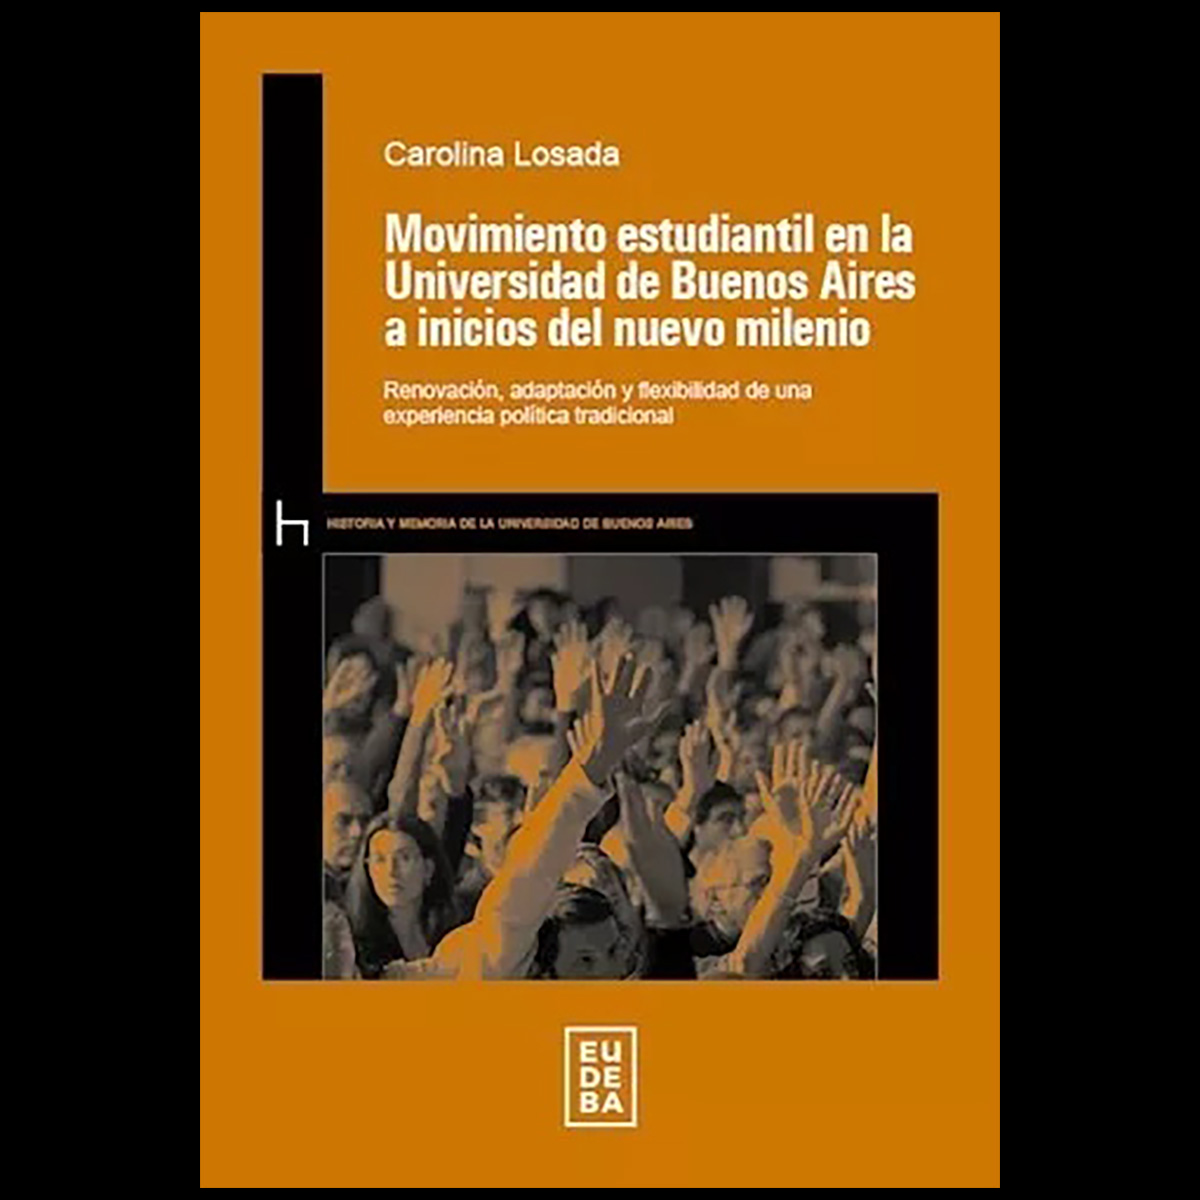 Carolina Losada
Movimiento estudiantil en la
Universidad de Buenos Aires
a inicios del nuevo milenio
Renovación, adaptación y flexibilidad de una
experiencia política tradicional
h HISTORIA Y MEMORIA DE LA UNIVERSIDAD DE BUENOS AIRES
EU
DE
BA